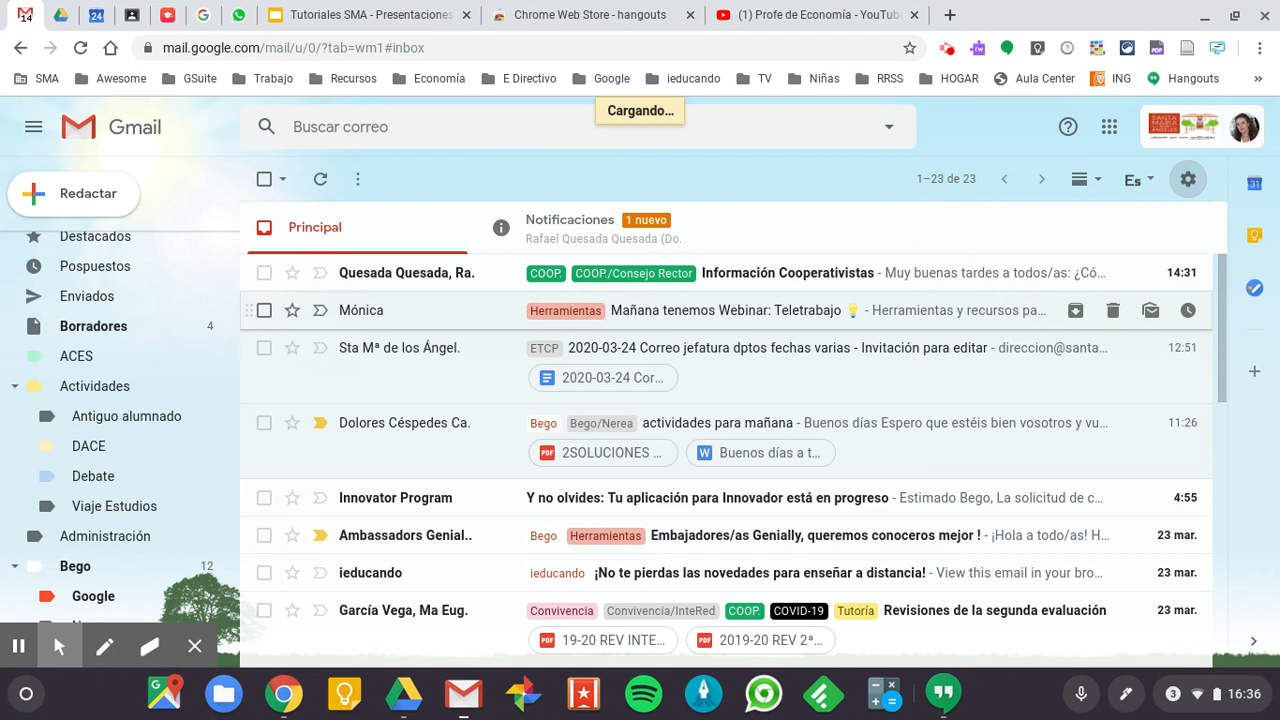 14
24
Tutoriales SMA - Presentaciones
Chrome Web Store - hangouts
(1) Profe de Economía - YouTube
mail.google.com/mail/u/0/?tab=wm1#inbox
SMA
Awesome
GSuite
Trabajo
Recursos
Economía
E Directivo
Google
ieducando
TV
Niñas
RRSS
HOGAR
Aula Center
ING
Hangouts
»
Gmail
Buscar correo
Cargando...
Redactar
1–23 de 23
Es
Principal
Notificaciones 1 nuevo
Rafael Quesada Quesada (Do.
Destacados
Pospuestos
Enviados
Borradores 4
ACES
Actividades
Antiguo alumnado
DACE
Debate
Viaje Estudios
Administración
Bego 12
Google
Quesada Quesada, Ra. COOP. COOP./Consejo Rector Información Cooperativistas - Muy buenas tardes a todos/as: ¿Có... 14:31
Mónica Herramientas Mañana tenemos Webinar: Teletrabajo 💡 - Herramientas y recursos pa...
Sta Mª de los Ángel. ETCP 2020-03-24 Correo jefatura dptos fechas varias - Invitación para editar - direccion@santa... 12:51
2020-03-24 Cor...
Dolores Céspedes Ca. Bego Bego/Nerea actividades para mañana - Buenos días Espero que estéis bien vosotros y vu... 11:26
PDF 2SOLUCIONES ... W Buenos días a t...
Innovator Program Y no olvides: Tu aplicación para Innovador está en progreso - Estimado Bego, La solicitud de c... 4:55
Ambassadors Genial.. Bego Herramientas Embajadores/as Genially, queremos conoceros mejor ! - ¡Hola a todo/as! H... 23 mar.
ieducando ieducando ¡No te pierdas las novedades para enseñar a distancia! - View this email in your bro... 23 mar.
García Vega, Ma Eug. Convivencia Convivencia/InteRed COOP. COVID-19 Tutoría Revisiones de la segunda evaluación 23 mar.
PDF 19-20 REV INTE... PDF 2019-20 REV 2ª...
3 16:36